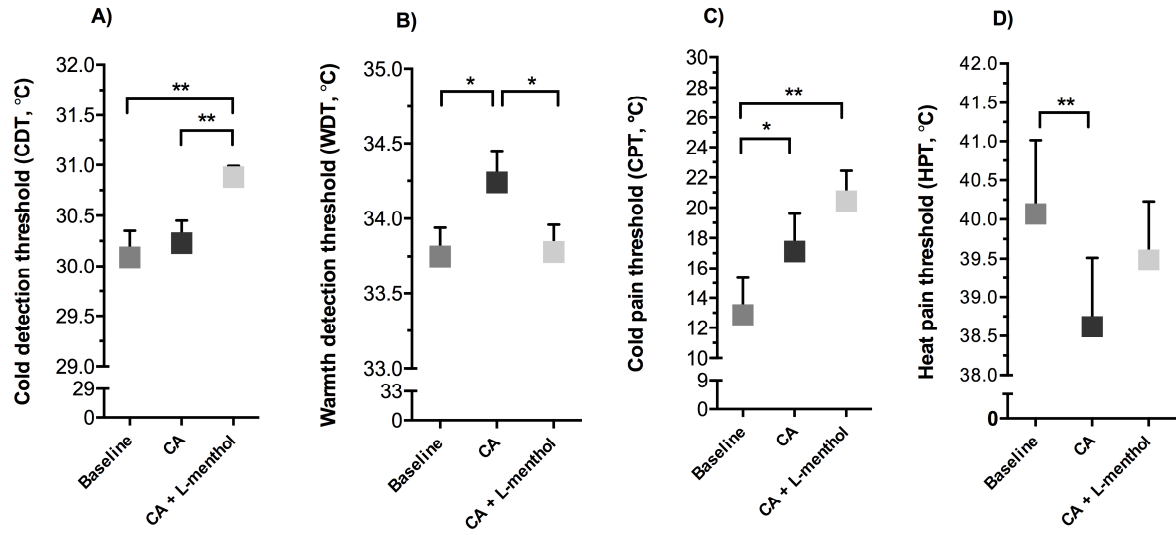 A)
Cold detection threshold (CDT, °C)
32.0
31.5
31.0
30.5
30.0
29.5
29.0
29
0
**
**
Baseline
CA
CA + L-menthol
B)
Warmth detection threshold (WDT, °C)
35.0
34.5
34.0
33.5
33.0
33
0
*
*
Baseline
CA
CA + L-menthol
C)
Cold pain threshold (CPT, °C)
30
28
26
24
22
20
18
16
14
12
10
9
0
**
*
Baseline
CA
CA + L-menthol
D)
Heat pain threshold (HPT, °C)
42.0
41.5
41.0
40.5
40.0
39.5
39.0
38.5
38.0
0
**
Baseline
CA
CA + L-menthol